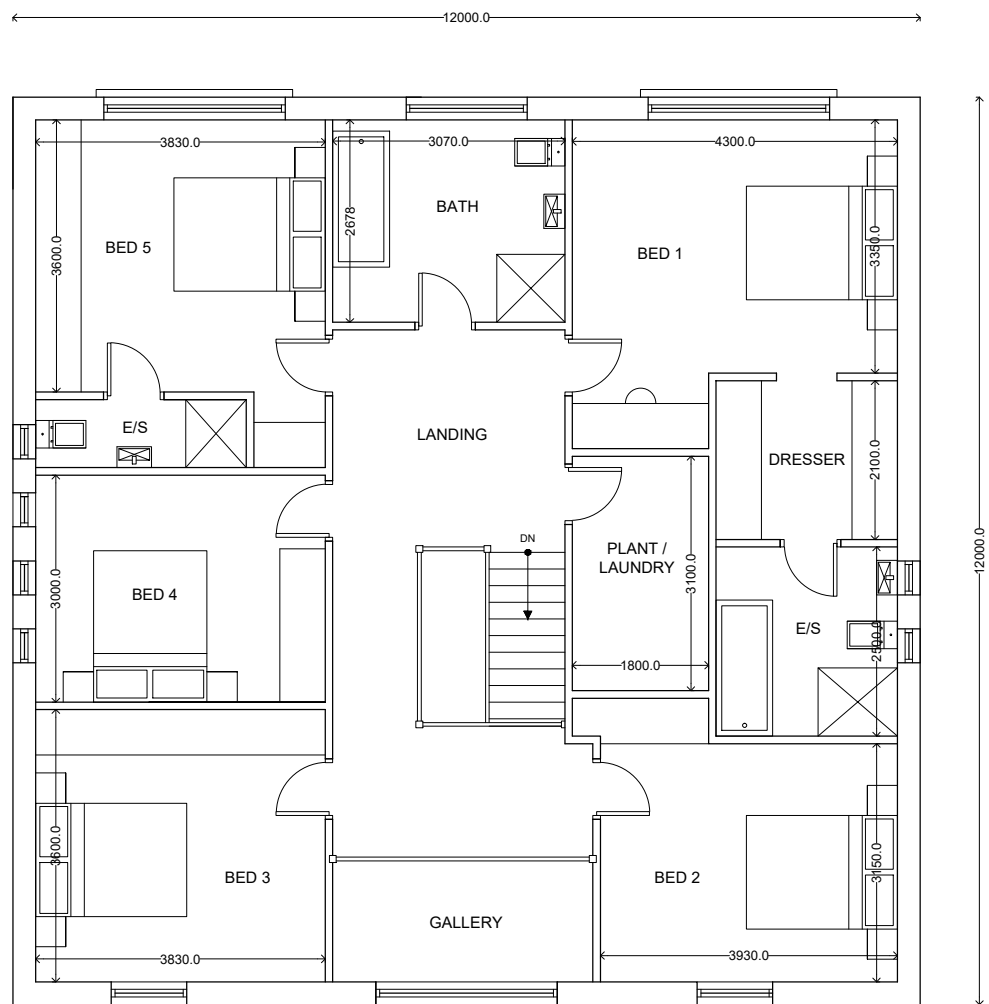 12000.0
3830.0
3070.0
4300.0
BED 5
3600.0
BATH
2678
BED 1
3350.0
E/S
LANDING
DRESSER
2100.0
12000.0
BED 4
3000.0
DN
PLANT /
LAUNDRY
3100.0
1800.0
E/S
2500.0
BED 3
3600.0
3830.0
GALLERY
BED 2
3150.0
3930.0